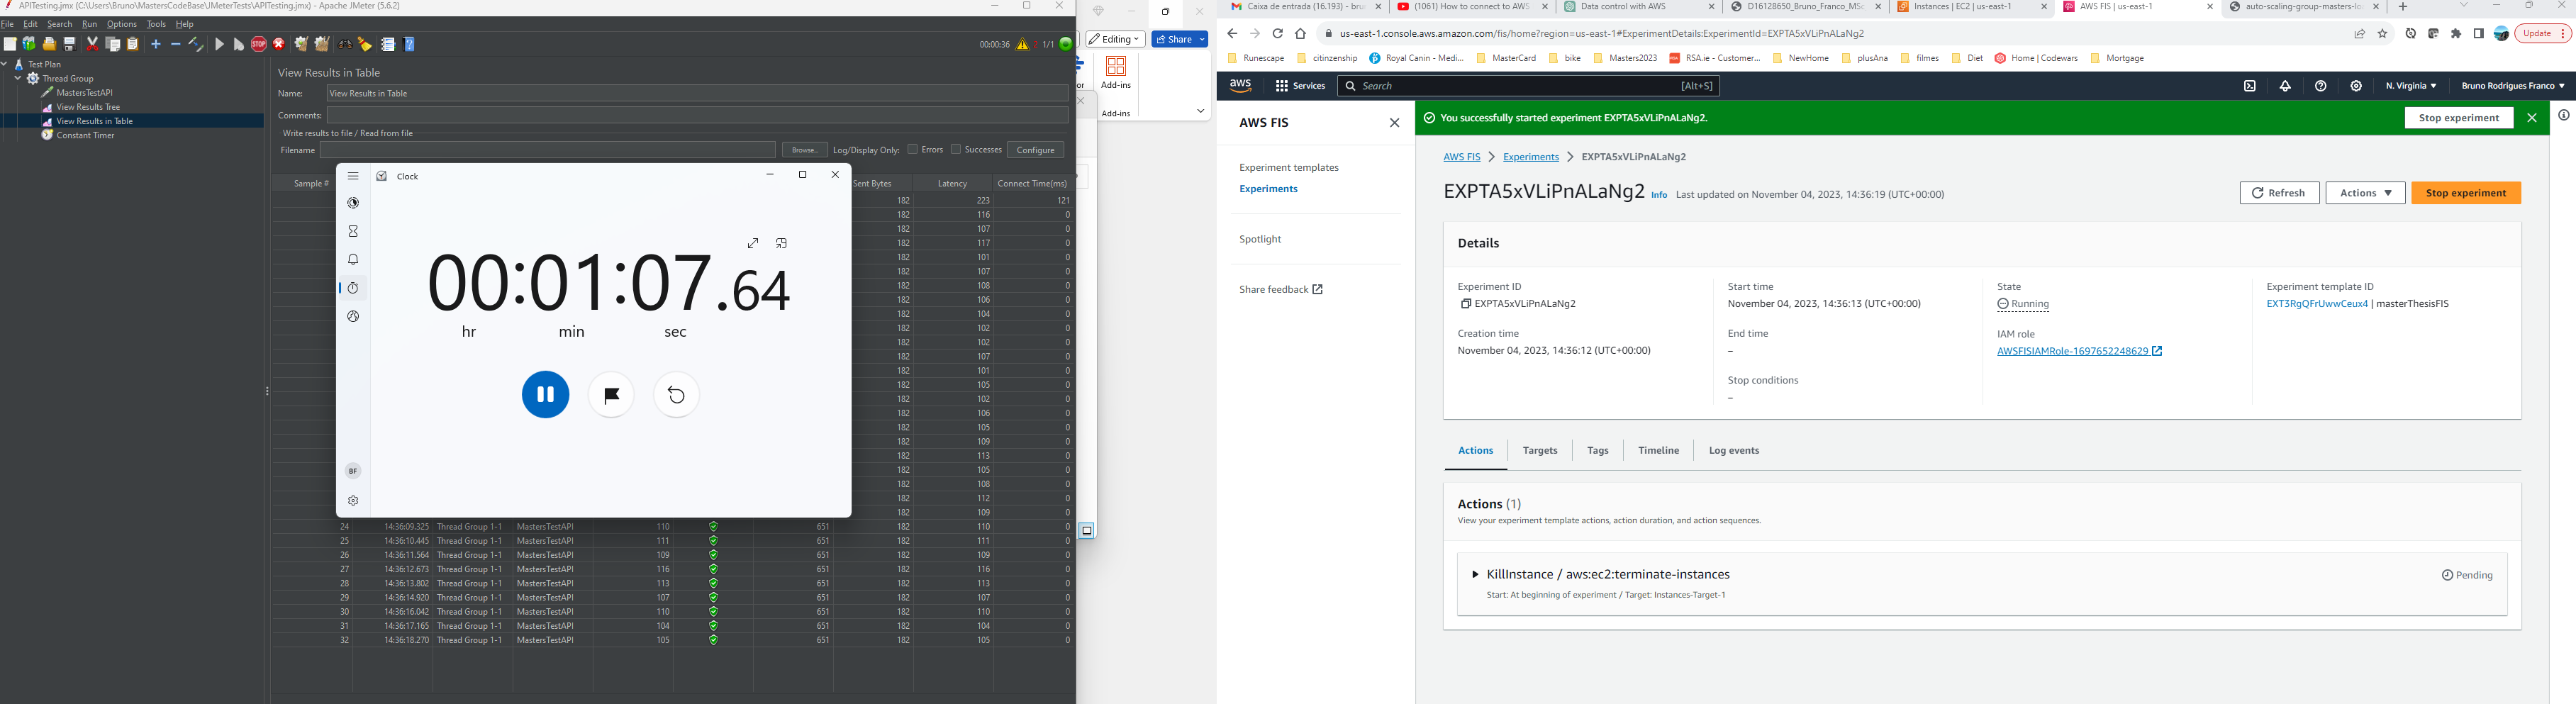 APITesting.jmx (C:\Users\Bruno\MastersCodeBase\JMeterTests\APITesting.jmx) - Apache JMeter (5.6.2)
File Edit Search Run Options Tools Help
00:00:36 2 1/1
Test Plan
Thread Group
MastersTestAPI
View Results Tree
View Results in Table
Constant Timer
View Results in Table
Name: View Results in Table
Comments:
Write results to file / Read from file
Filename Browse... Log/Display Only: Errors Successes Configure
Sample # Sent Bytes Latency Connect Time(ms)
182 223 121
182 116 0
182 107 0
182 117 0
182 101 0
182 107 0
182 108 0
182 106 0
182 104 0
182 102 0
182 102 0
182 107 0
182 101 0
182 105 0
182 102 0
182 106 0
182 105 0
182 109 0
182 113 0
182 105 0
182 108 0
182 112 0
182 109 0
24 14:36:09.325 Thread Group 1-1 MastersTestAPI 110 651 182 110 0
25 14:36:10.445 Thread Group 1-1 MastersTestAPI 111 651 182 111 0
26 14:36:11.564 Thread Group 1-1 MastersTestAPI 109 651 182 109 0
27 14:36:12.673 Thread Group 1-1 MastersTestAPI 116 651 182 116 0
28 14:36:13.802 Thread Group 1-1 MastersTestAPI 113 651 182 113 0
29 14:36:14.920 Thread Group 1-1 MastersTestAPI 107 651 182 107 0
30 14:36:16.042 Thread Group 1-1 MastersTestAPI 110 651 182 110 0
31 14:36:17.165 Thread Group 1-1 MastersTestAPI 104 651 182 104 0
32 14:36:18.270 Thread Group 1-1 MastersTestAPI 105 651 182 105 0
Clock
00:01:07.64
hr min sec
BF
Editing Share
Add-ins
Add-ins
Caixa de entrada (16.193) - bru
(1061) How to connect to AWS
Data control with AWS
D16128650_Bruno_Franco_MSc
Instances | EC2 | us-east-1
AWS FIS | us-east-1
auto-scaling-group-masters-lo
us-east-1.console.aws.amazon.com/fis/home?region=us-east-1#ExperimentDetails:ExperimentId=EXPTA5xVLiPnALaNg2
Update
Runescape citinzenship Royal Canin - Medi... MasterCard bike Masters2023 RSA.ie - Customer... NewHome plusAna filmes Diet Home | Codewars Mortgage
aws Services Search [Alt+S] N. Virginia Bruno Rodrigues Franco
AWS FIS
Experiment templates
Experiments
Spotlight
Share feedback
You successfully started experiment EXPTA5xVLiPnALaNg2. Stop experiment
AWS FIS Experiments EXPTA5xVLiPnALaNg2
EXPTA5xVLiPnALaNg2 Info Last updated on November 04, 2023, 14:36:19 (UTC+00:00) Refresh Actions Stop experiment
Details
Experiment ID
EXPTA5xVLiPnALaNg2
Creation time
November 04, 2023, 14:36:12 (UTC+00:00)
Start time
November 04, 2023, 14:36:13 (UTC+00:00)
End time
–
Stop conditions
–
State
Running
IAM role
AWSFISIAMRole-1697652248629
Experiment template ID
EXT3RgQFrUwwCeux4 | masterThesisFIS
Actions Targets Tags Timeline Log events
Actions (1)
View your experiment template actions, action duration, and action sequences.
KillInstance / aws:ec2:terminate-instances Pending
Start: At beginning of experiment / Target: Instances-Target-1